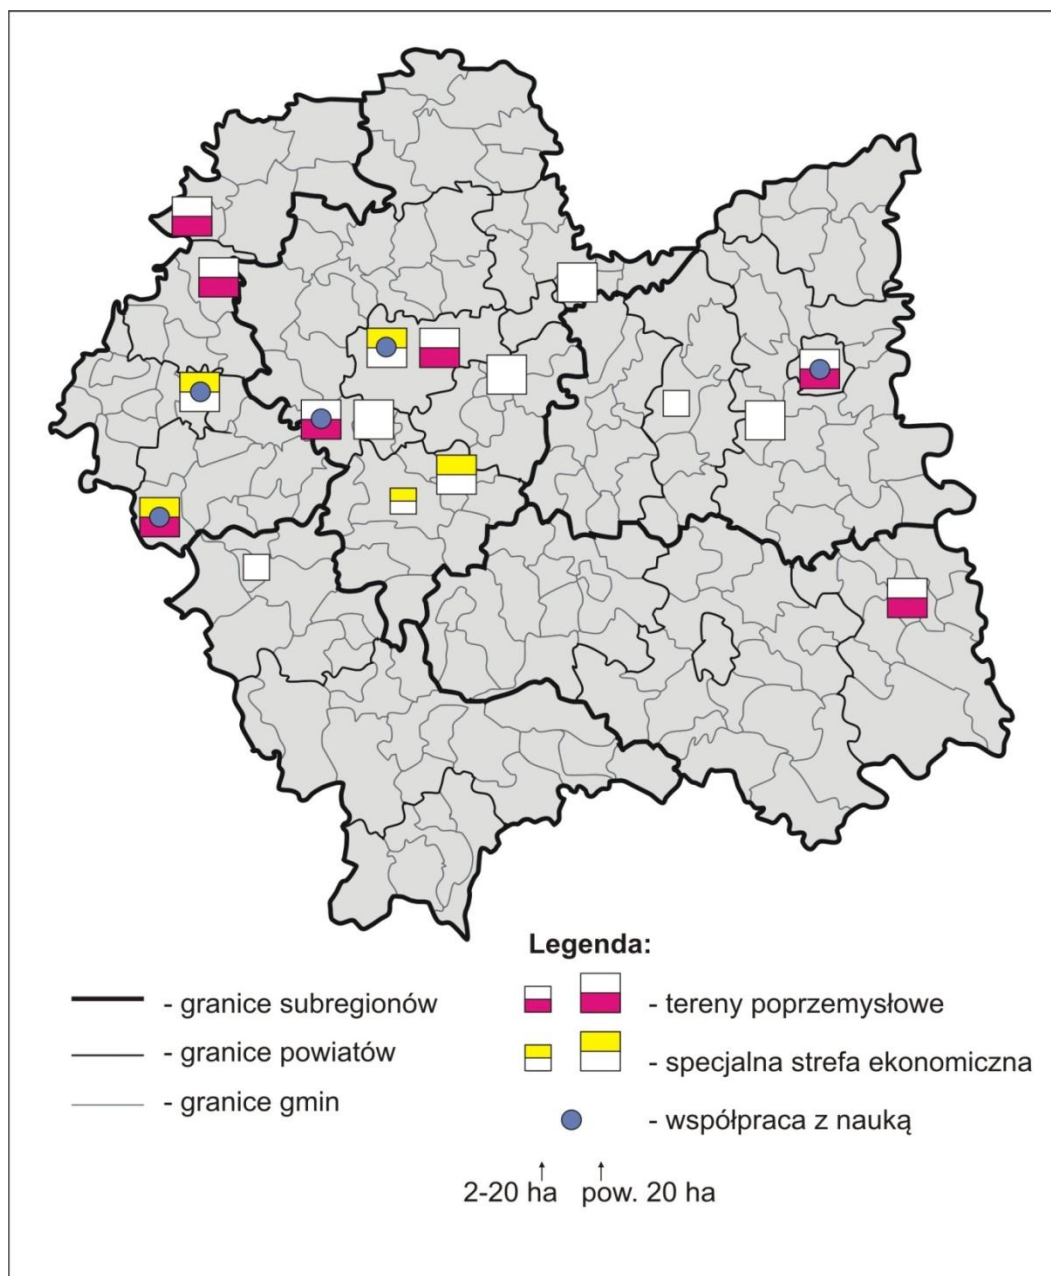 Legenda:
- granice subregionów
- granice powiatów
- granice gmin
- tereny poprzemysłowe
- specjalna strefa ekonomiczna
- współpraca z nauką
2-20 ha
pow. 20 ha